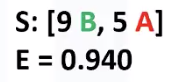 S: [9 B, 5 A]
E = 0.940